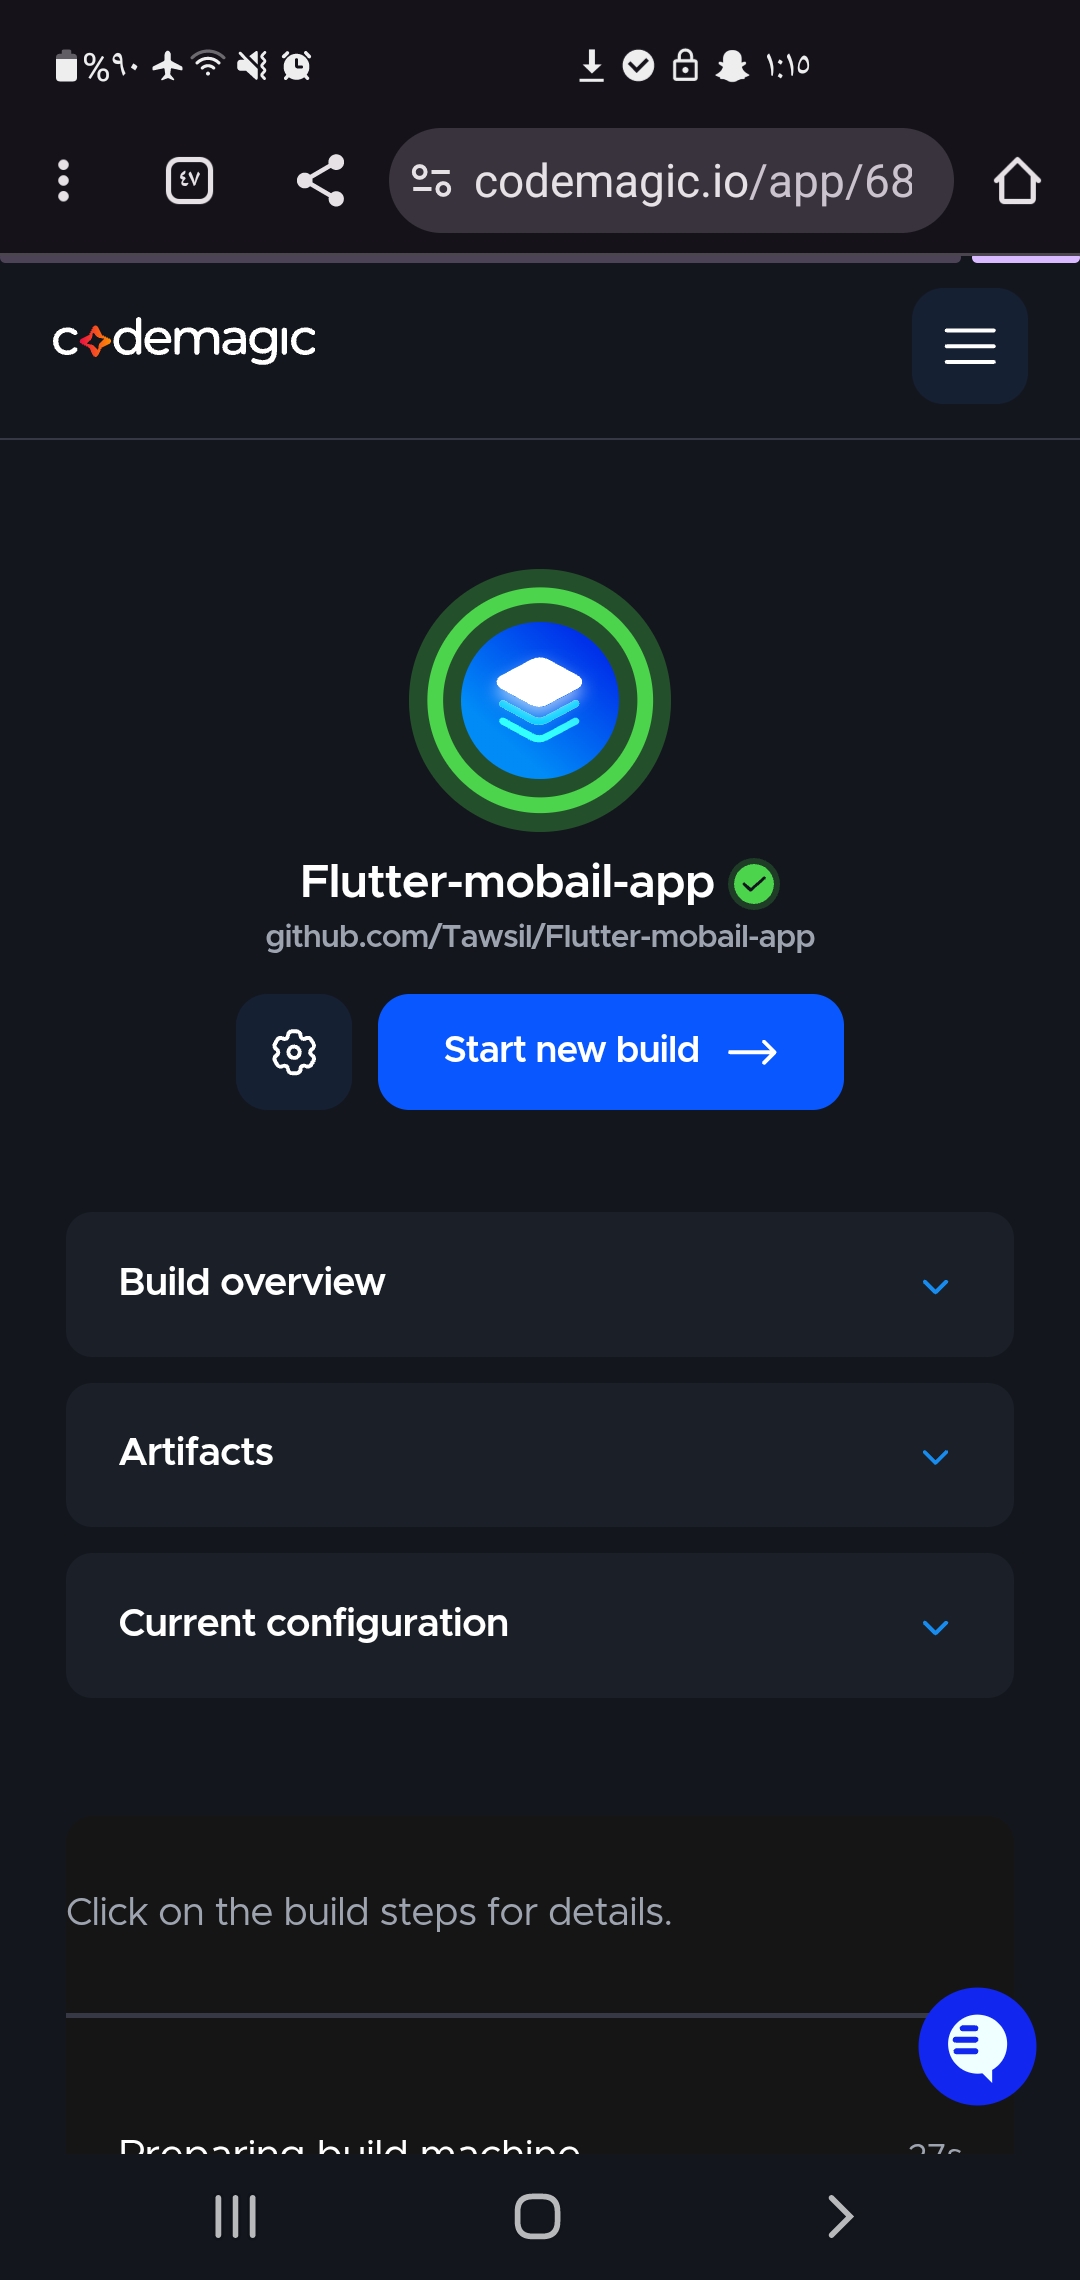 %٩٠ ١:١٥
٤٧ codemagic.io/app/68
codemagic
Flutter-mobail-app
github.com/Tawsil/Flutter-mobail-app
Start new build
Build overview
Artifacts
Current configuration
Click on the build steps for details.
Preparing build machine 27s